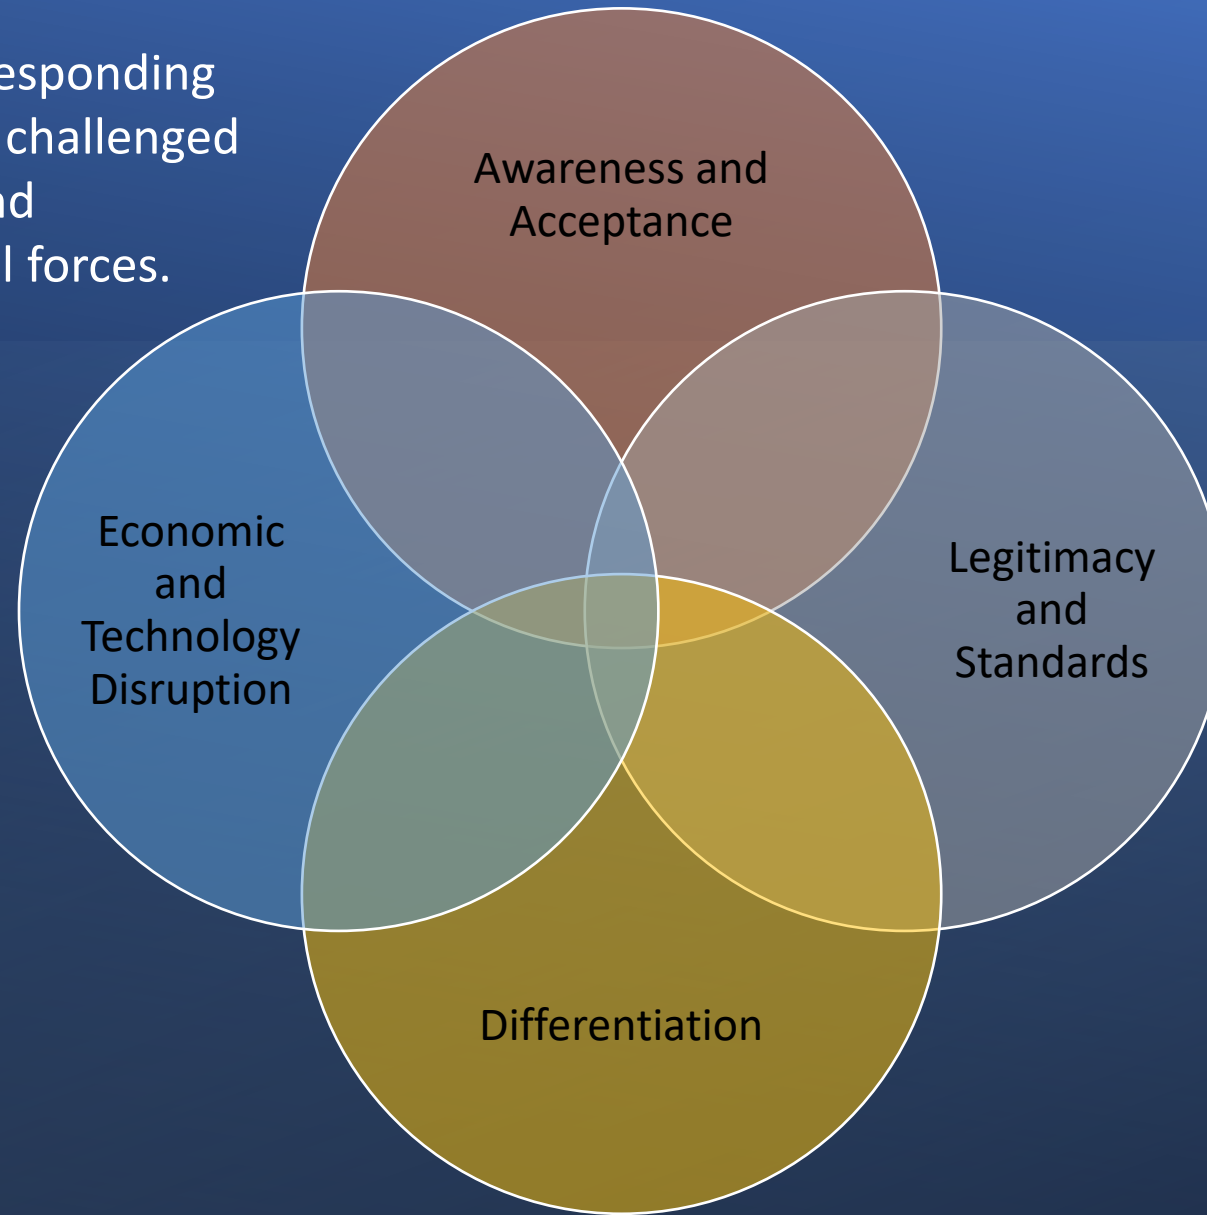 esponding
challenged
nd
l forces.
Awareness and
Acceptance
Economic
and
Technology
Disruption
Legitimacy
and
Standards
Differentiation